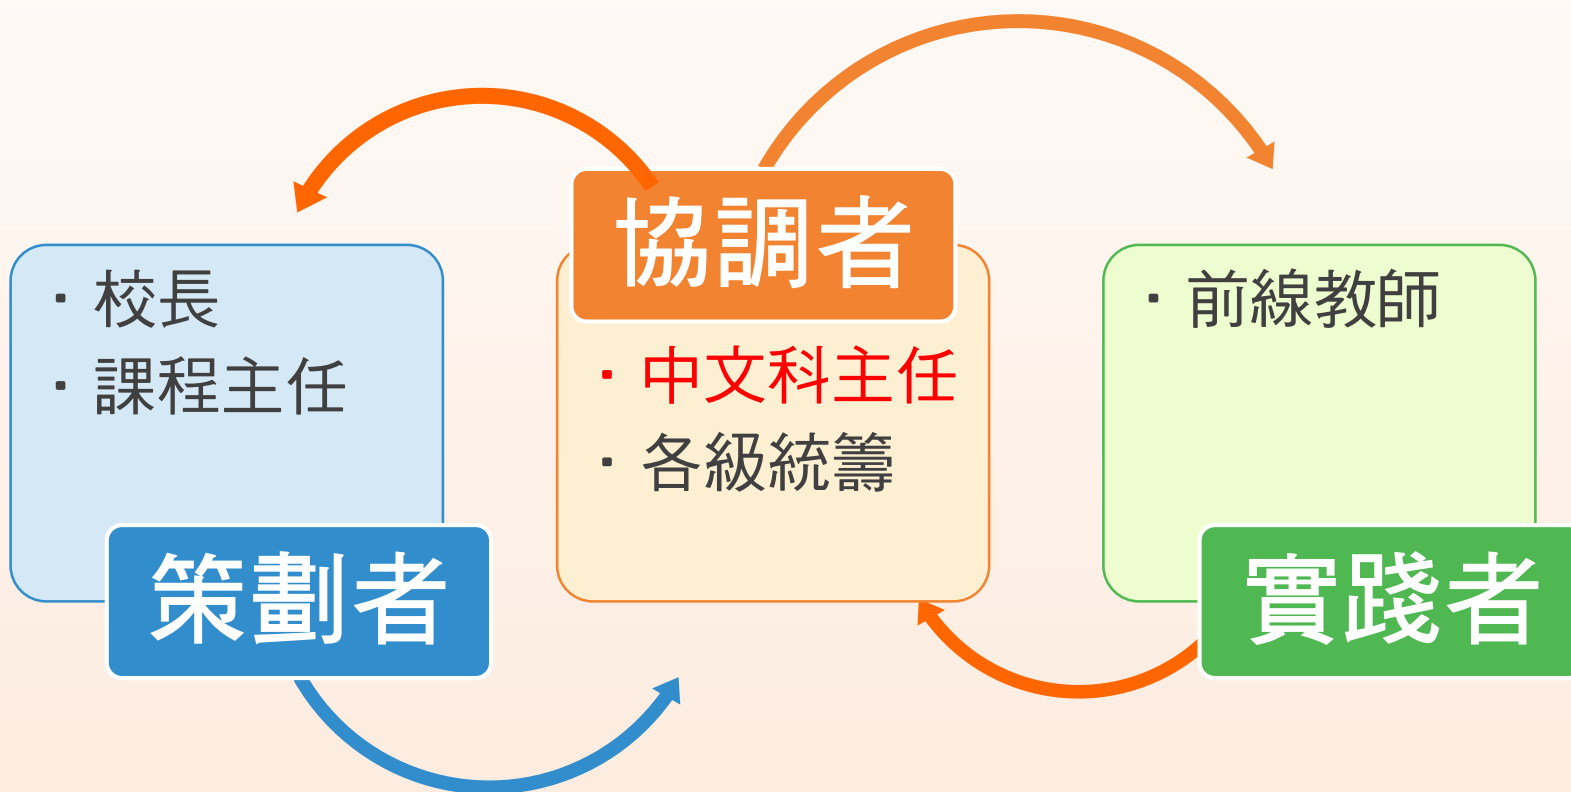 · 校長
· 課程主任
策劃者
協調者
· 中文科主任
· 各級統籌
· 前線教師
實踐者